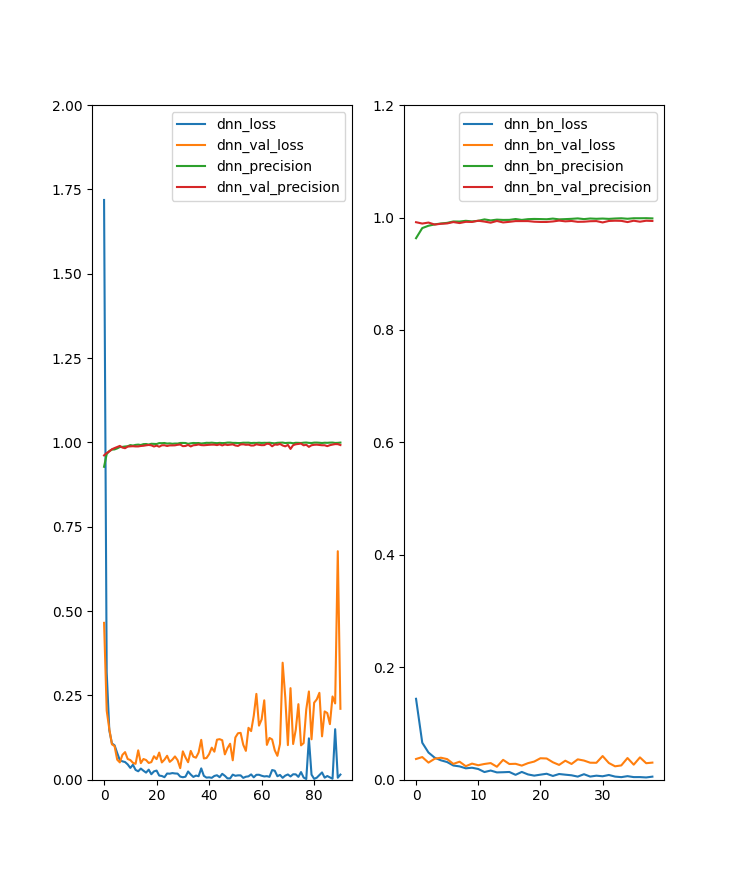 2.00
1.75
1.50
1.25
1.00
0.75
0.50
0.25
0.00
0 20 40 60 80
dnn_loss
dnn_val_loss
dnn_precision
dnn_val_precision
1.2
1.0
0.8
0.6
0.4
0.2
0.0
0 10 20 30
dnn_bn_loss
dnn_bn_val_loss
dnn_bn_precision
dnn_bn_val_precision